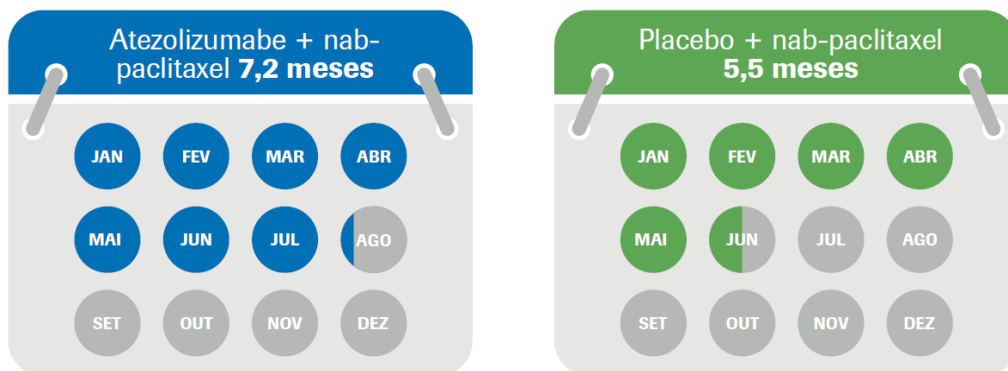 Atezolizumabe + nab-
paclitaxel 7,2 meses
JAN FEV MAR ABR
MAI JUN JUL AGO
SET OUT NOV DEZ
Placebo + nab-paclitaxel
5,5 meses
JAN FEV MAR ABR
MAI JUN JUL AGO
SET OUT NOV DEZ